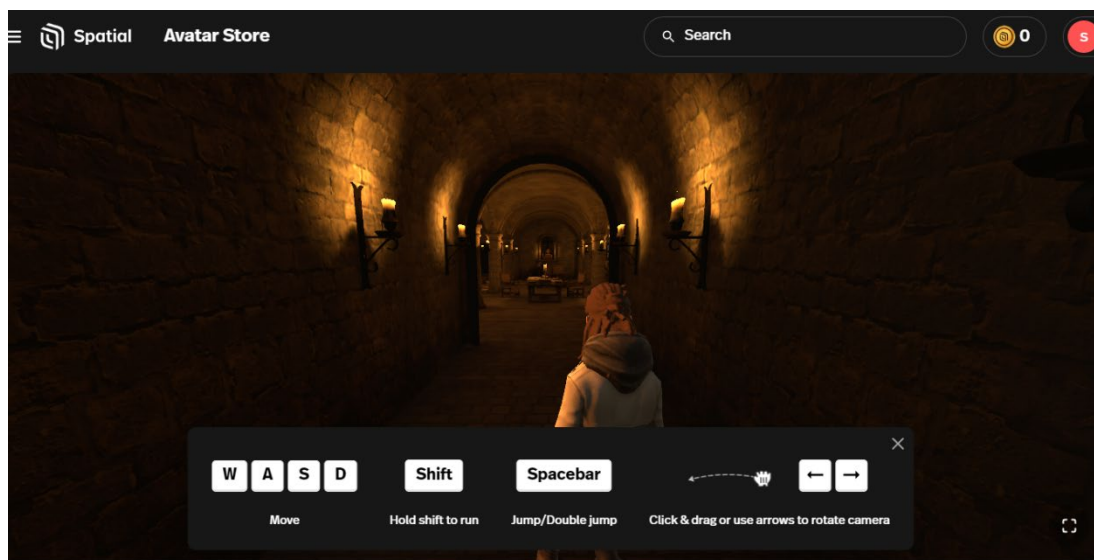 Spatial
Avatar Store
Search
0
S
W A S D
Shift
Spacebar
← →
Move
Hold shift to run
Jump/Double jump
Click & drag or use arrows to rotate camera